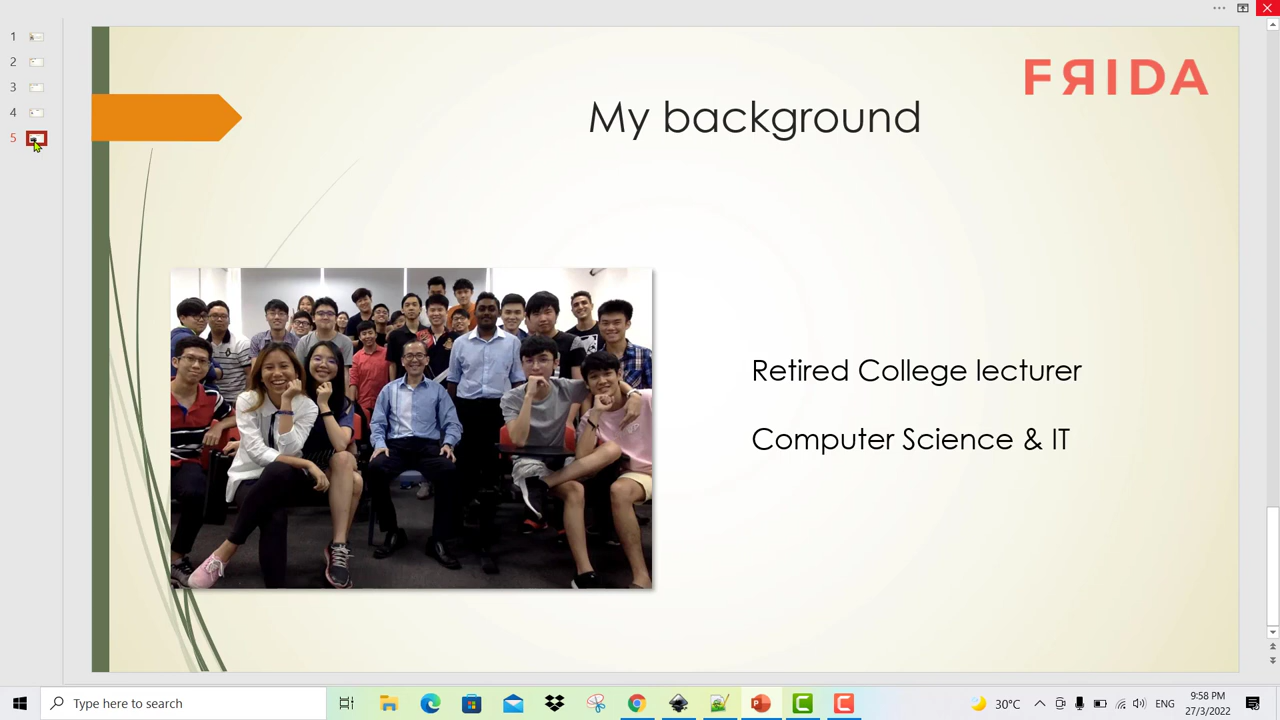 1
2
3
4
5
FЯIDA
My background
Retired College lecturer
Computer Science & IT
Type here to search
30°C
ENG
9:58 PM
27/3/2022